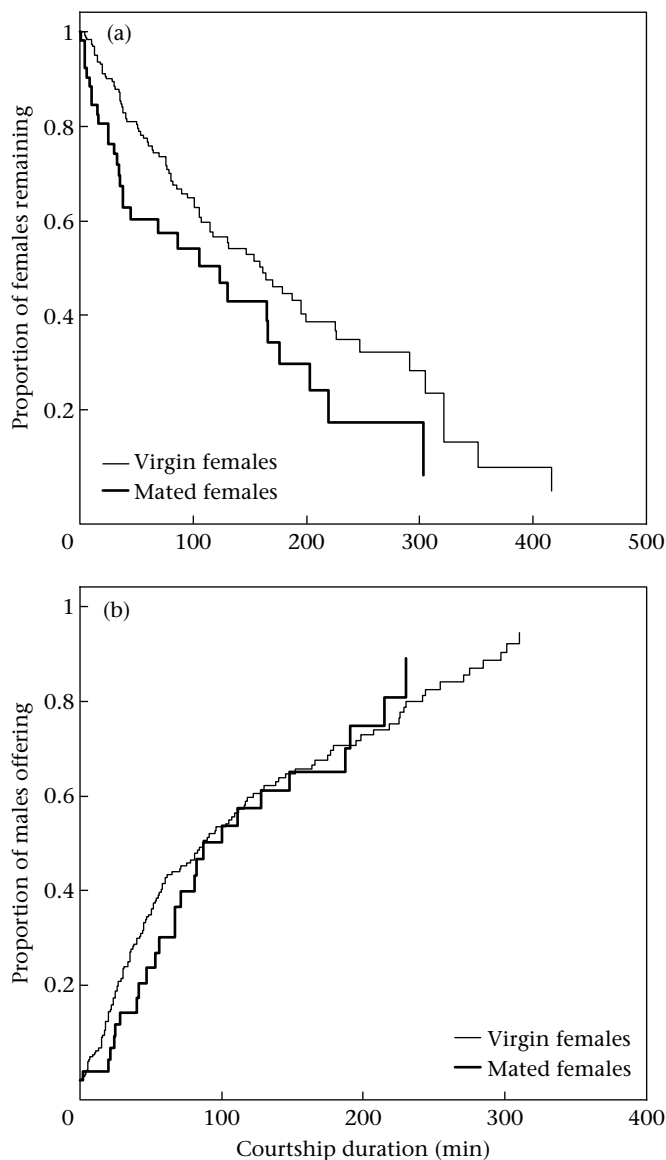 (a)
1
0.8
0.6
0.4
0.2
Proportion of females remaining
Virgin females
Mated females
0 100 200 300 400 500
(b)
1
0.8
0.6
0.4
0.2
Proportion of males offering
Virgin females
Mated females
0 100 200 300 400
Courtship duration (min)